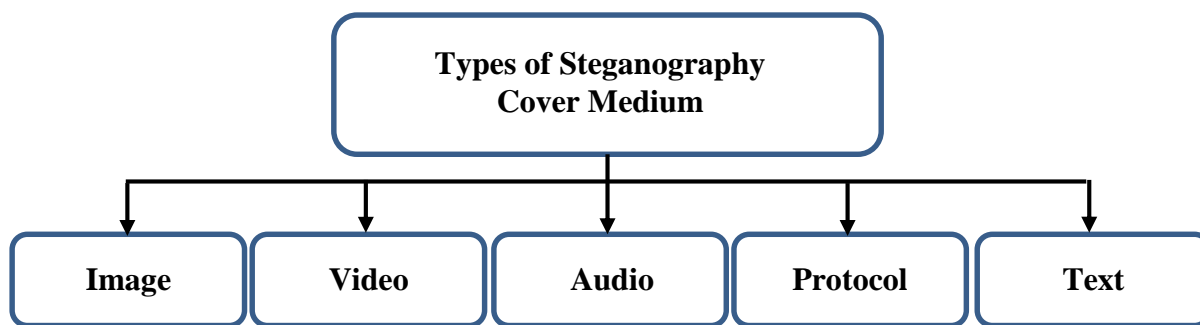 Types of Steganography
Cover Medium
Image
Video
Audio
Protocol
Text